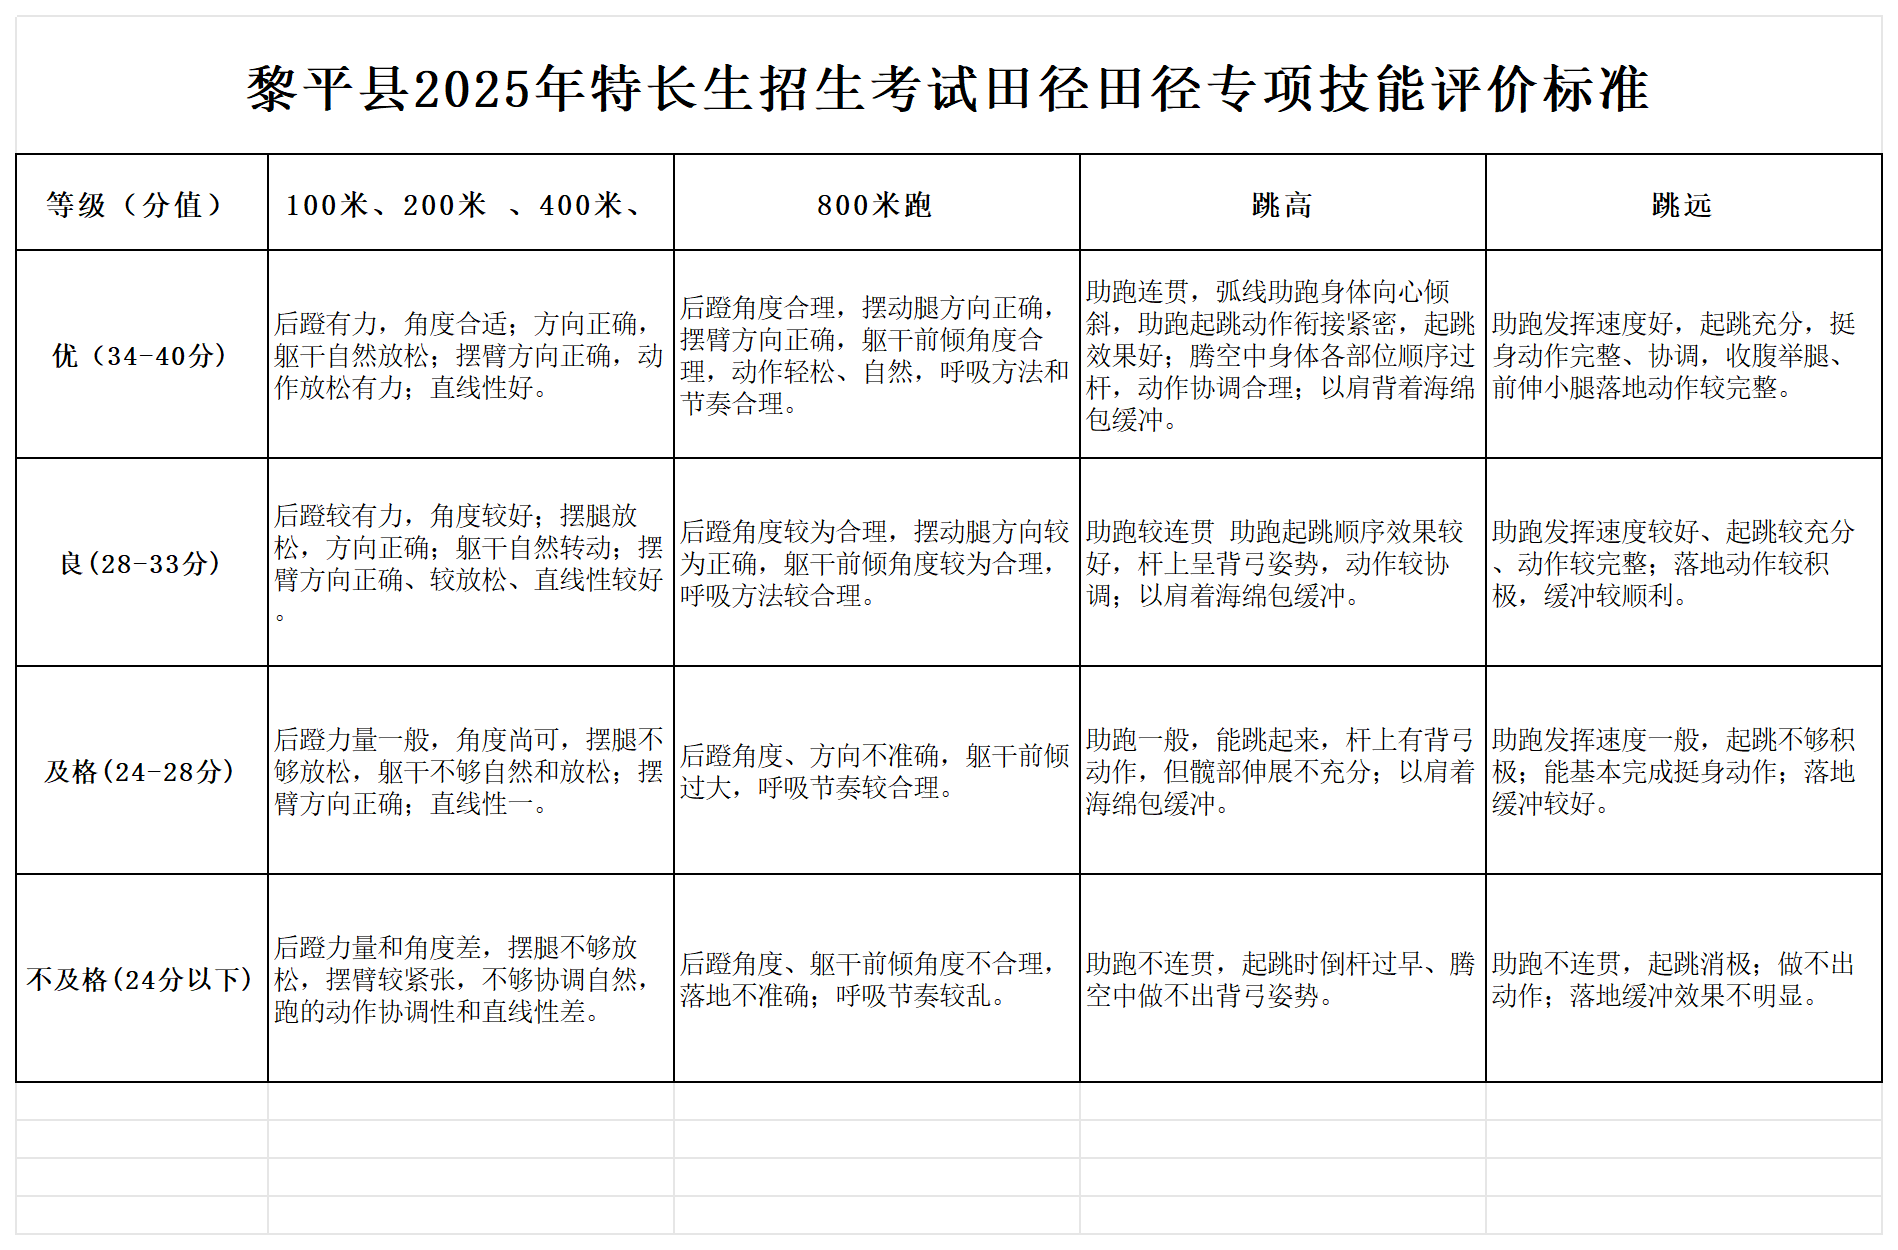 黎平县2025年特长生招生考试田径田径专项技能评价标准
等级（分值） 100米、200米 、400米、 800米跑 跳高 跳远
优（34-40分)
后蹬有力，角度合适；方向正确，
躯干自然放松；摆臂方向正确，动
作放松有力；直线性好。
后蹬角度合理，摆动腿方向正确，
摆臂方向正确，躯干前倾角度合
理，动作轻松、自然，呼吸方法和
节奏合理。
助跑连贯，弧线助跑身体向心倾
斜，助跑起跳动作衔接紧密，起跳
效果好；腾空中身体各部位顺序过
杆，动作协调合理；以肩背着海绵
包缓冲。
助跑发挥速度好，起跳充分，挺
身动作完整、协调，收腹举腿、
前伸小腿落地动作较完整。
良(28-33分)
后蹬较有力，角度较好；摆腿放
松，方向正确；躯干自然转动；摆
臂方向正确、较放松、直线性较好
。
后蹬角度较为合理，摆动腿方向较
为正确，躯干前倾角度较为合理，
呼吸方法较合理。
助跑较连贯 助跑起跳顺序效果较
好，杆上呈背弓姿势，动作较协
调；以肩着海绵包缓冲。
助跑发挥速度较好、起跳较充分
、动作较完整；落地动作较积
极，缓冲较顺利。
及格(24-28分)
后蹬力量一般，角度尚可，摆腿不
够放松，躯干不够自然和放松；摆
臂方向正确；直线性一。
后蹬角度、方向不准确，躯干前倾
过大，呼吸节奏较合理。
助跑一般，能跳起来，杆上有背弓
动作，但髋部伸展不充分；以肩着
海绵包缓冲。
助跑发挥速度一般，起跳不够积
极；能基本完成挺身动作；落地
缓冲较好。
不及格(24分以下)
后蹬力量和角度差，摆腿不够放
松，摆臂较紧张，不够协调自然，
跑的动作协调性和直线性差。
后蹬角度、躯干前倾角度不合理，
落地不准确；呼吸节奏较乱。
助跑不连贯，起跳时倒杆过早、腾
空中做不出背弓姿势。
助跑不连贯，起跳消极；做不出
动作；落地缓冲效果不明显。